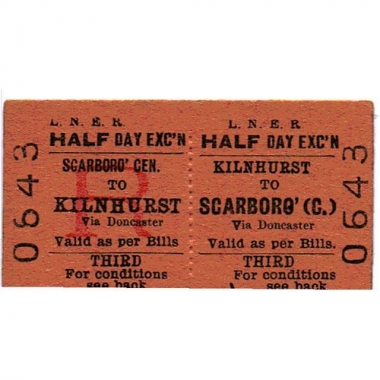 L. N. E. R.
HALF DAY EXC'N
SCARBORO' CEN.
TO
KILNHURST
Via Doncaster
Valid as per Bills
THIRD
For conditions
see back
R
0643
L. N. E. R
HALF DAY EXC'N
KILNHURST
TO
SCARBORO' (C.)
Via Doncaster
Valid as per Bills.
THIRD
For conditions
see back
0643